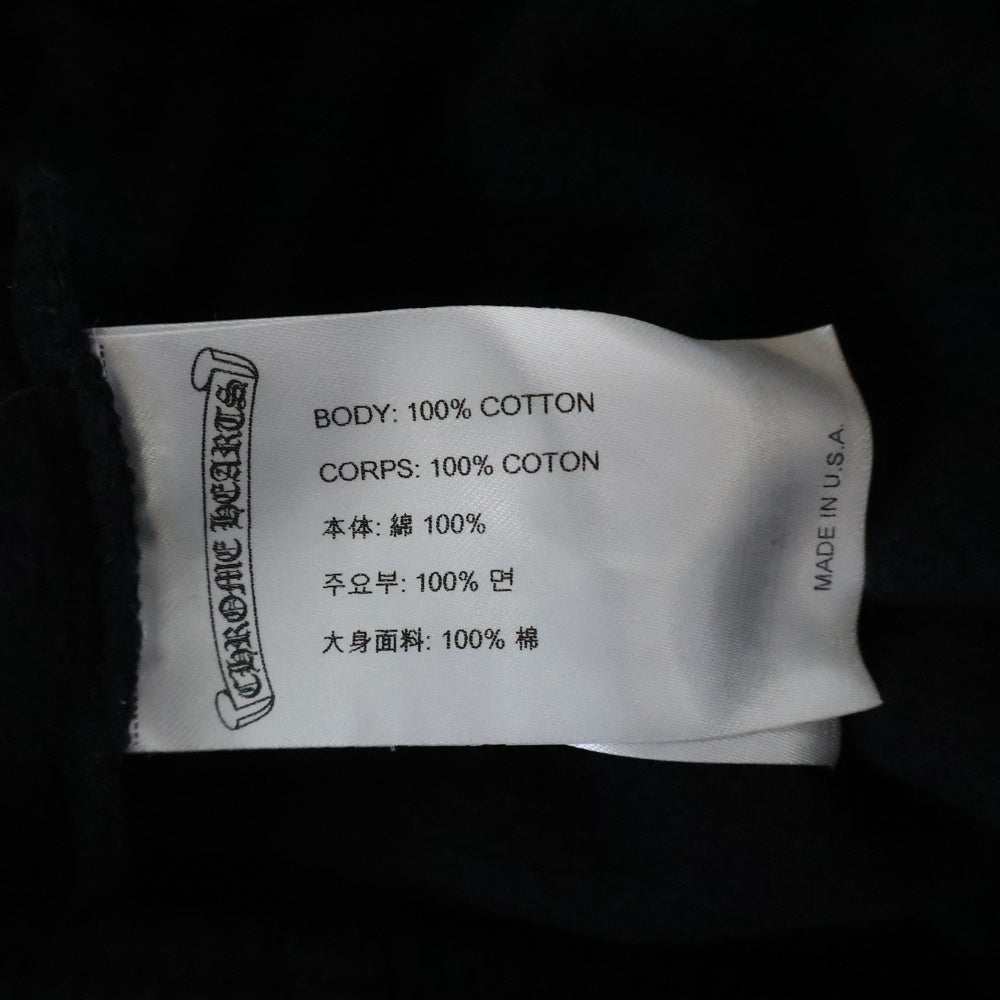 CHROME HEARTS
BODY: 100% COTTON
CORPS: 100% COTON
本体: 綿 100%
주요부: 100% 면
大身面料: 100% 棉
MADE IN U.S.A.